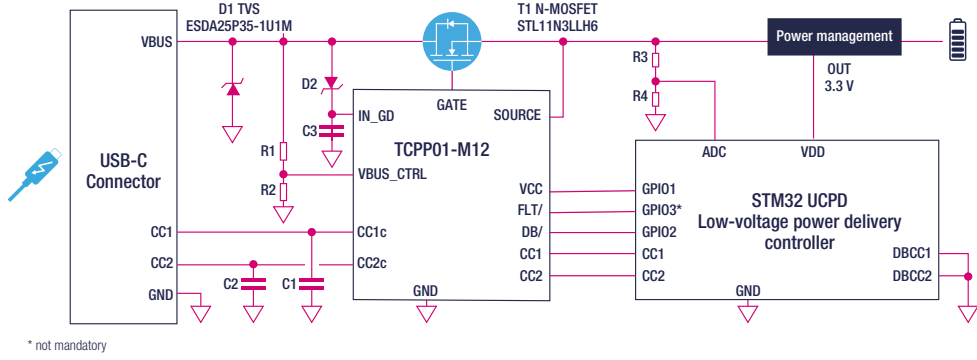 D1 TVS
ESDA25P35-1U1M
T1 N-MOSFET
STL11N3LLH6
VBUS
Power management
R3
OUT
3.3 V
D2
R4
GATE
IN_GD
SOURCE
C3
TCPP01-M12
R1
ADC
VDD
USB-C
Connector
VBUS_CTRL
R2
VCC
GPIO1
STM32 UCPD
Low-voltage power delivery
controller
FLT/
GPIO3*
CC1
CC1c
DB/
GPIO2
CC1
CC1
DBCC1
CC2
CC2c
CC2
CC2
DBCC2
C2
C1
GND
GND
GND
* not mandatory